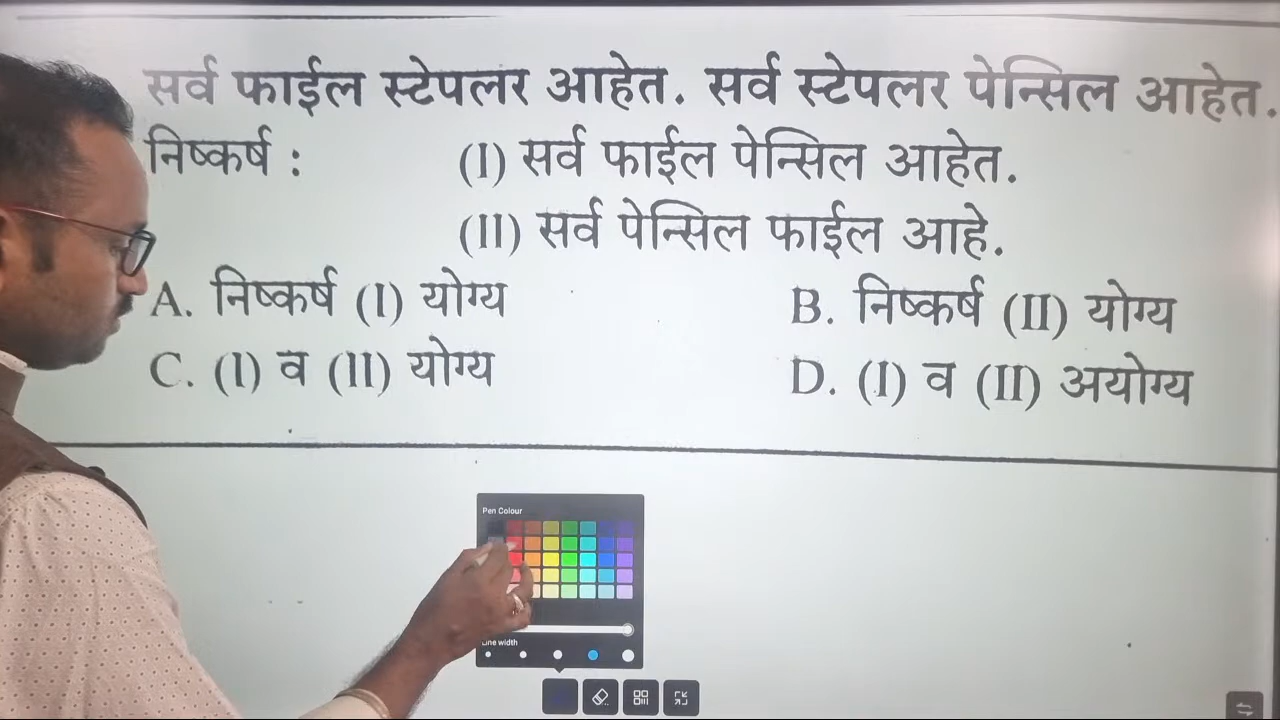 सर्व फाईल स्टेपलर आहेत. सर्व स्टेपलर पेन्सिल आहेत.
निष्कर्ष : (I) सर्व फाईल पेन्सिल आहेत.
(II) सर्व पेन्सिल फाईल आहे.
A. निष्कर्ष (I) योग्य B. निष्कर्ष (II) योग्य
C. (I) व (II) योग्य D. (I) व (II) अयोग्य
Pen Colour
Line width